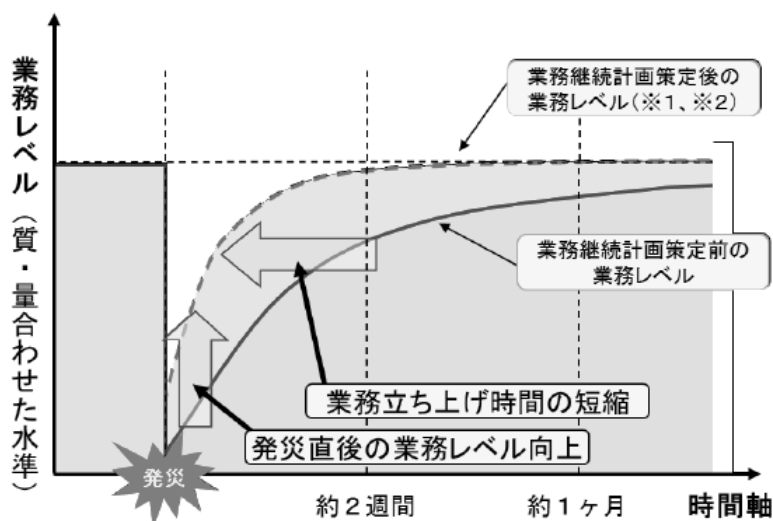 業務レベル（質・量合わせた水準）
業務継続計画策定後の
業務レベル（※1、※2）
業務継続計画策定前の
業務レベル
業務立ち上げ時間の短縮
発災直後の業務レベル向上
発災
約２週間
約１ヶ月
時間軸